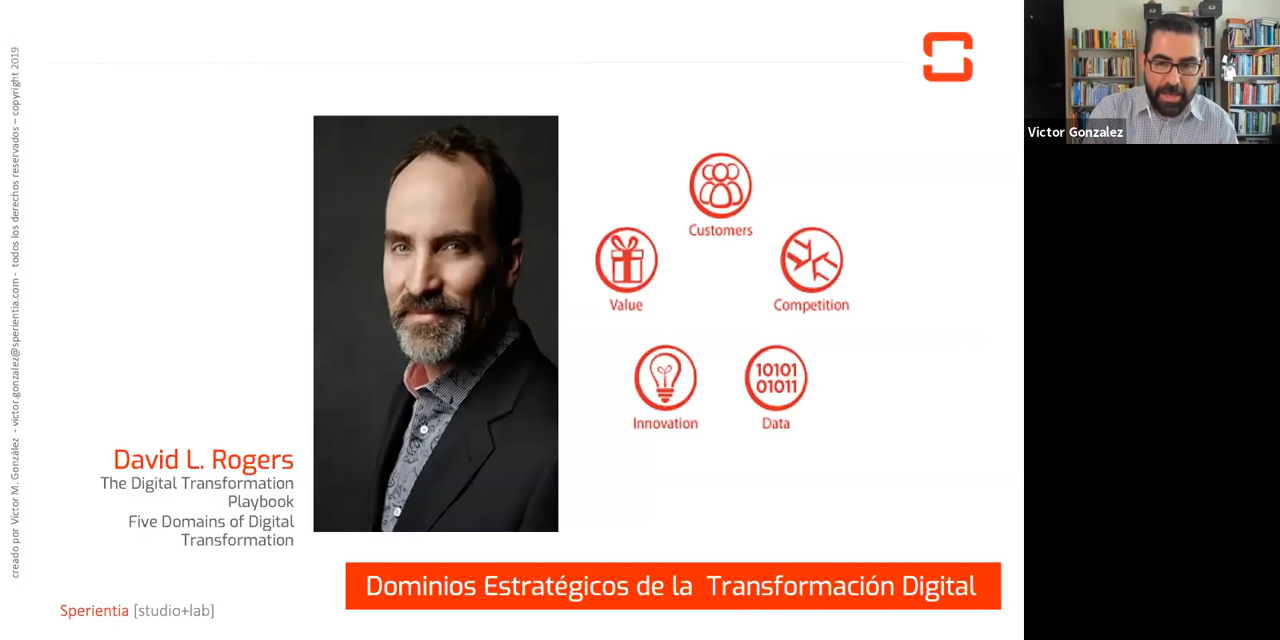 creado por Víctor M. González - victor.gonzalez@sperientia.com - todos los derechos reservados – copyright 2019
Victor Gonzalez
Customers
Value
Competition
10101
01011
Innovation
Data
David L. Rogers
The Digital Transformation
Playbook
Five Domains of Digital
Transformation
Dominios Estratégicos de la Transformación Digital
Sperientia [studio+lab]